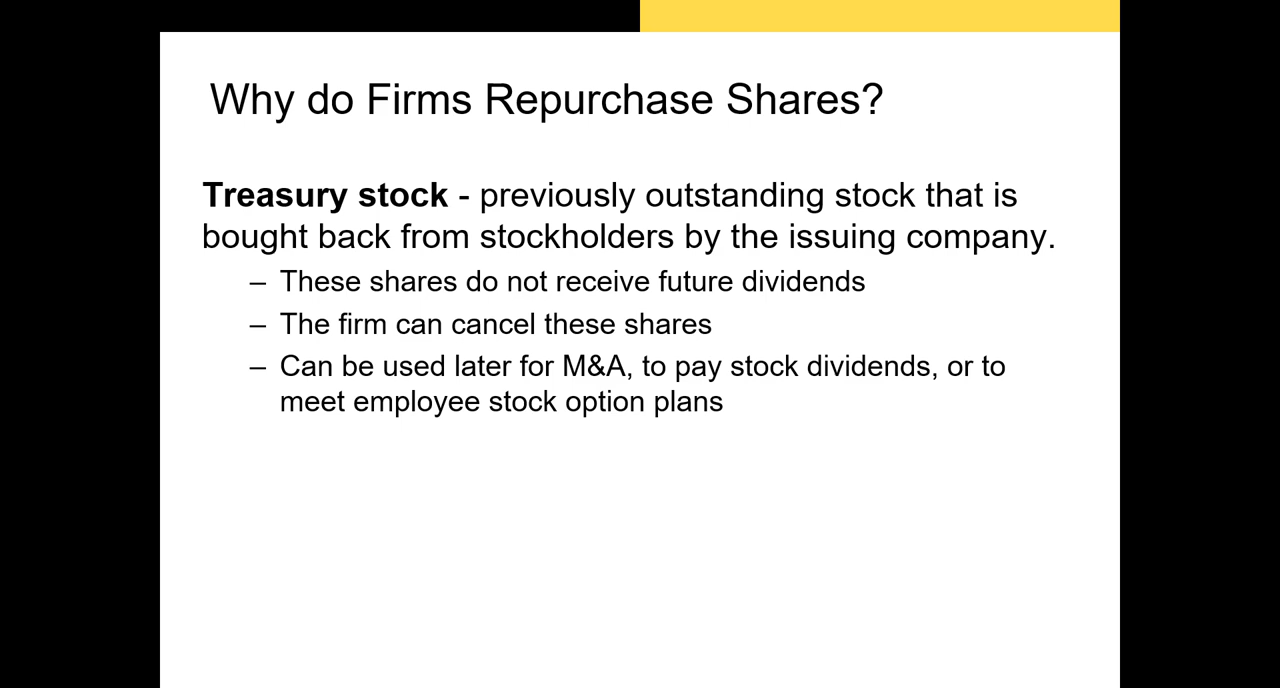 Why do Firms Repurchase Shares?
Treasury stock - previously outstanding stock that is
bought back from stockholders by the issuing company.
– These shares do not receive future dividends
– The firm can cancel these shares
– Can be used later for M&A, to pay stock dividends, or to
meet employee stock option plans